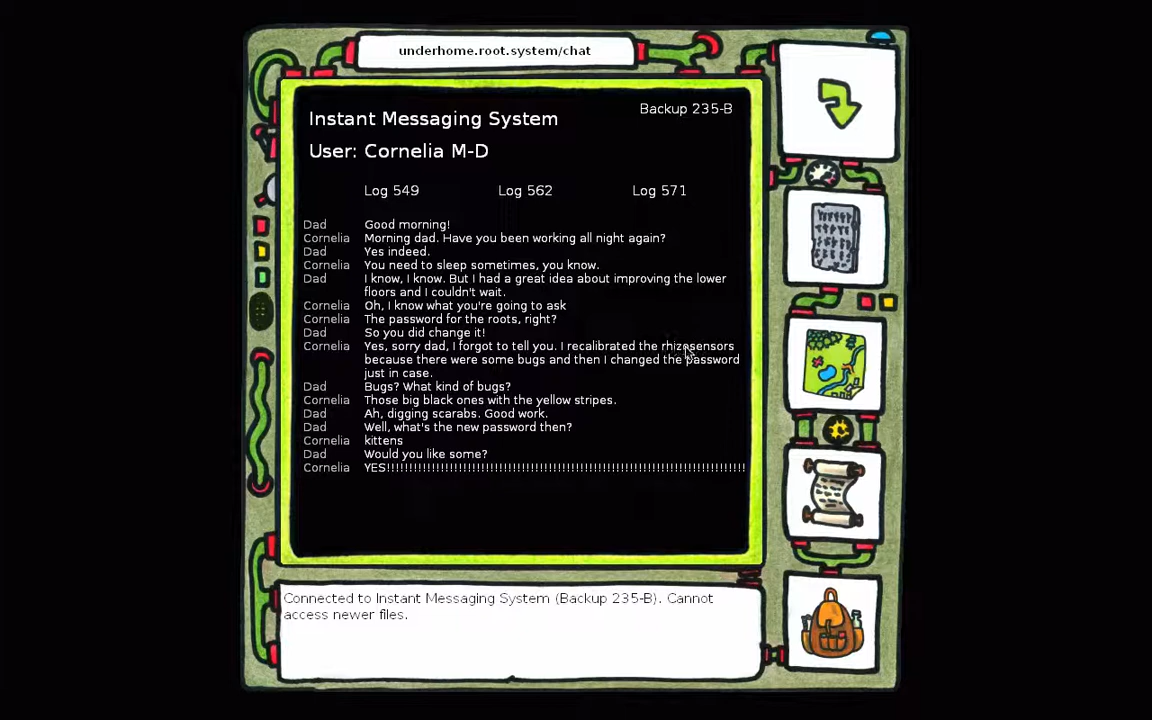 underhome.root.system/chat
Backup 235-B
Instant Messaging System
User: Cornelia M-D
Log 549 Log 562 Log 571
Dad Good morning!
Cornelia Morning dad. Have you been working all night again?
Dad Yes indeed.
Cornelia You need to sleep sometimes, you know.
Dad I know, I know. But I had a great idea about improving the lower
floors and I couldn't wait.
Cornelia Oh, I know what you're going to ask
Cornelia The password for the roots, right?
Dad So you did change it!
Cornelia Yes, sorry dad, I forgot to tell you. I recalibrated the rhizosensors
because there were some bugs and then I changed the password
just in case.
Dad Bugs? What kind of bugs?
Cornelia Those big black ones with the yellow stripes.
Dad Ah, digging scarabs. Good work.
Dad Well, what's the new password then?
Cornelia kittens
Dad Would you like some?
Cornelia YES!!!!!!!!!!!!!!!!!!!!!!!!!!!!!!!!!!!!!!!!!!!!!!!!!!!!!!!!!!!!!!!!!!!!!!!!!!!!!!!!
Connected to Instant Messaging System (Backup 235-B). Cannot
access newer files.